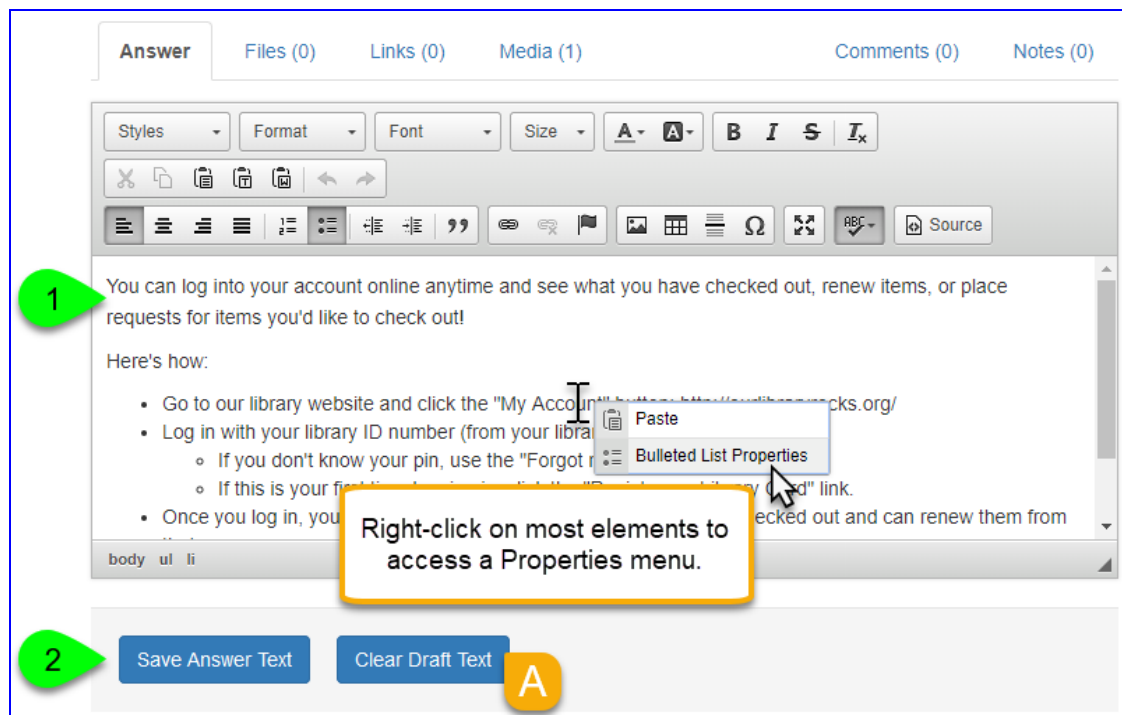 Answer Files (0) Links (0) Media (1) Comments (0) Notes (0)
Styles Format Font Size A A B I S Ix
ABC Source
1
You can log into your account online anytime and see what you have checked out, renew items, or place
requests for items you'd like to check out!
Here's how:
Go to our library website and click the "My Account"
Paste
Log in with your library ID number (from your
Bulleted List Properties
If you don't know your pin, use the "Forgot
If this is your link.
Once you log in, you checked out and can renew them from
Right-click on most elements to
access a Properties menu.
body ul li
2
Save Answer Text Clear Draft Text
A